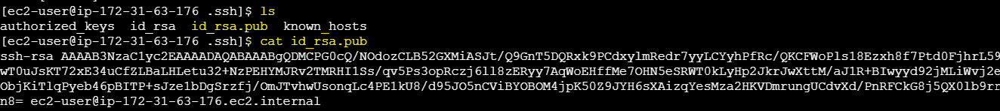 [ec2-user@ip-172-31-63-176 .ssh]$ ls
authorized_keys  id_rsa  id_rsa.pub  known_hosts
[ec2-user@ip-172-31-63-176 .ssh]$ cat id_rsa.pub
ssh-rsa AAAAB3NzaC1yc2EAAAADAQABAAABgQDMCPG0cQ/NOdozCLB52GXMiASJt/Q9GnT5DQRxk9PCdxylmRedr7yyLCYyhPfRc/QKCFWoPls18Ezxh8f7Ptd0FjhrL59
wT0uJsKT72xE34uCfZLBaLHLetu32+NzPEHYMJRv2TMRHI1Ss/qv5Ps3opRczj6ll8zERyy7AqWoEHffMe7OHN5eSRWT0kLyHp2JkrJwXttM/aJ1R+BIwyyd92jMLiWvj2e
ObjKiTlqPyeb46pBITP+sJze1bDgSrzfj/OmJTvhwUsonqLc4PE1kU8/d95JO5nCViBYOBOM4jpK50Z9JYH6sXAizqYesMza2HKVDmrungUCdvXd/PnRFCkG8j5QX0lb9rr
n8= ec2-user@ip-172-31-63-176.ec2.internal